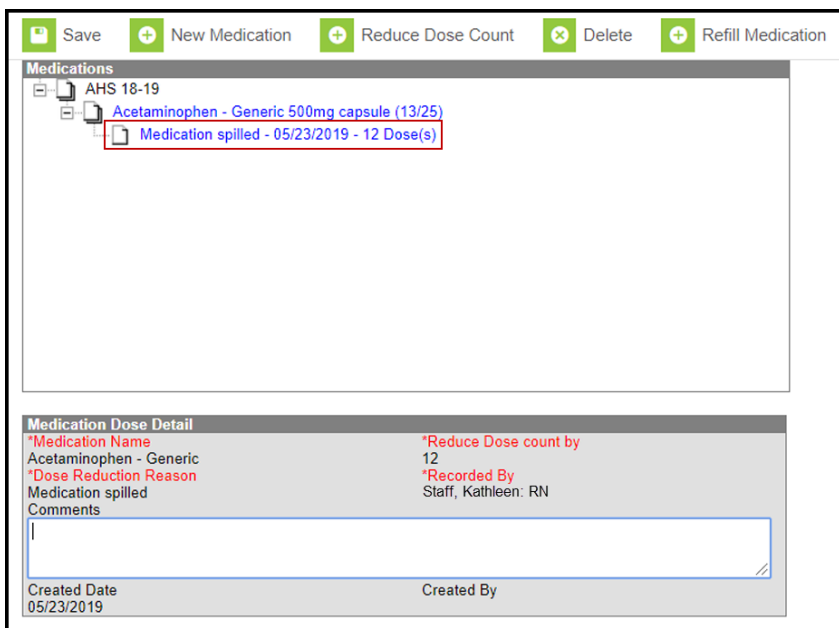 Save New Medication Reduce Dose Count Delete Refill Medication
Medications
AHS 18-19
Acetaminophen - Generic 500mg capsule (13/25)
Medication spilled - 05/23/2019 - 12 Dose(s)
Medication Dose Detail
*Medication Name *Reduce Dose count by
Acetaminophen - Generic 12
*Dose Reduction Reason *Recorded By
Medication spilled Staff, Kathleen: RN
Comments
Created Date Created By
05/23/2019